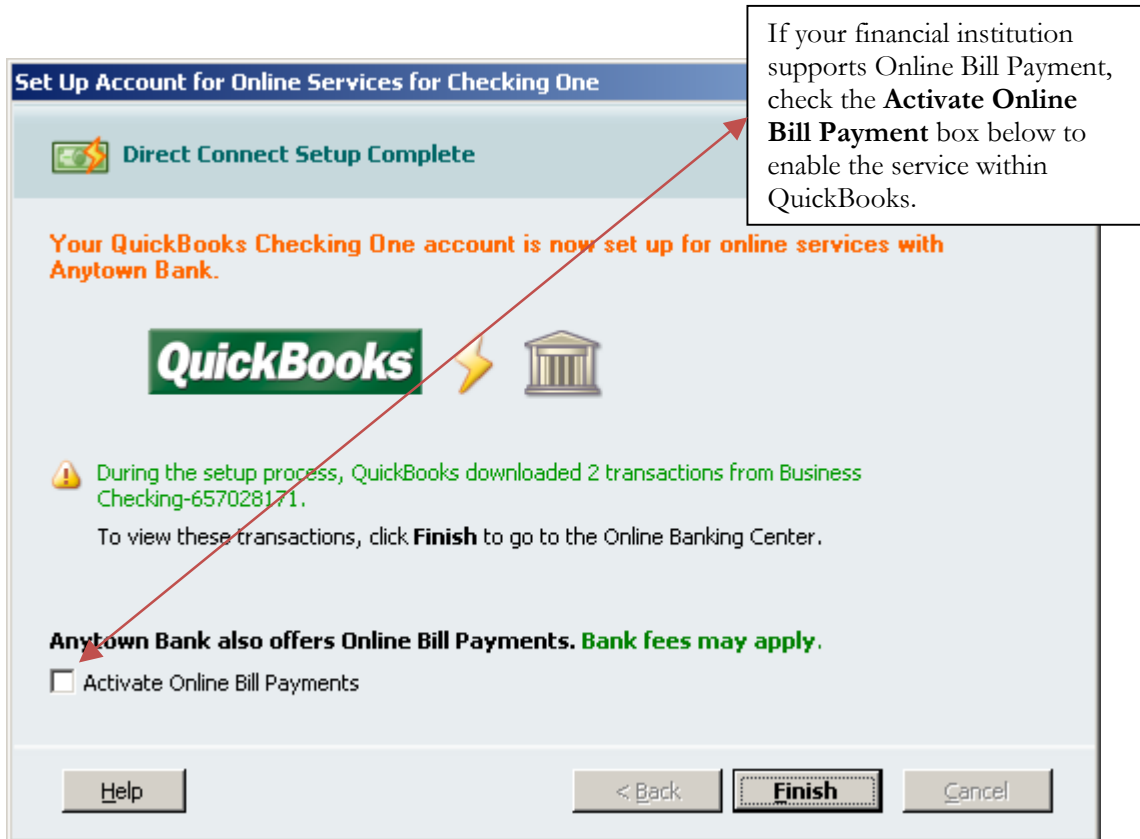 If your financial institution
supports Online Bill Payment,
check the Activate Online
Bill Payment box below to
enable the service within
QuickBooks.
Set Up Account for Online Services for Checking One
Direct Connect Setup Complete
Your QuickBooks Checking One account is now set up for online services with
Anytown Bank.
QuickBooks
During the setup process, QuickBooks downloaded 2 transactions from Business
Checking-657028171.
To view these transactions, click Finish to go to the Online Banking Center.
Anytown Bank also offers Online Bill Payments. Bank fees may apply.
Activate Online Bill Payments
Help
< Back
Finish
Cancel